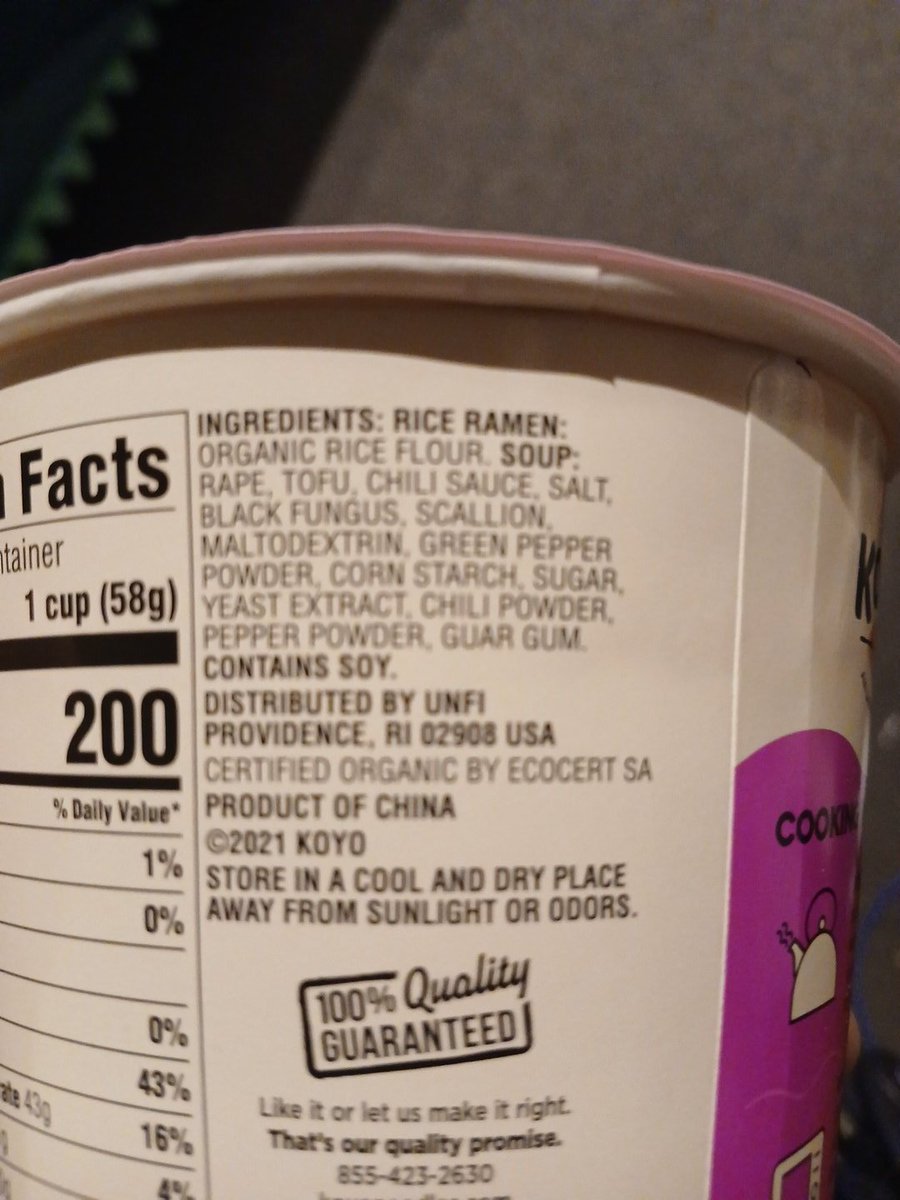 Facts
1 cup (58g)
200
% Daily Value*
1%
0%
0%
43%
43g
16%
4%
INGREDIENTS: RICE RAMEN:
ORGANIC RICE FLOUR. SOUP:
RAPE, TOFU, CHILI SAUCE, SALT,
BLACK FUNGUS, SCALLION,
MALTODEXTRIN, GREEN PEPPER
POWDER, CORN STARCH, SUGAR,
YEAST EXTRACT, CHILI POWDER,
PEPPER POWDER, GUAR GUM.
CONTAINS SOY.
DISTRIBUTED BY UNFI
PROVIDENCE, RI 02908 USA
CERTIFIED ORGANIC BY ECOCERT SA
PRODUCT OF CHINA
©2021 KOYO
STORE IN A COOL AND DRY PLACE
AWAY FROM SUNLIGHT OR ODORS.
100% Quality
GUARANTEED
Like it or let us make it right.
That's our quality promise.
855-423-2630
COOKIN